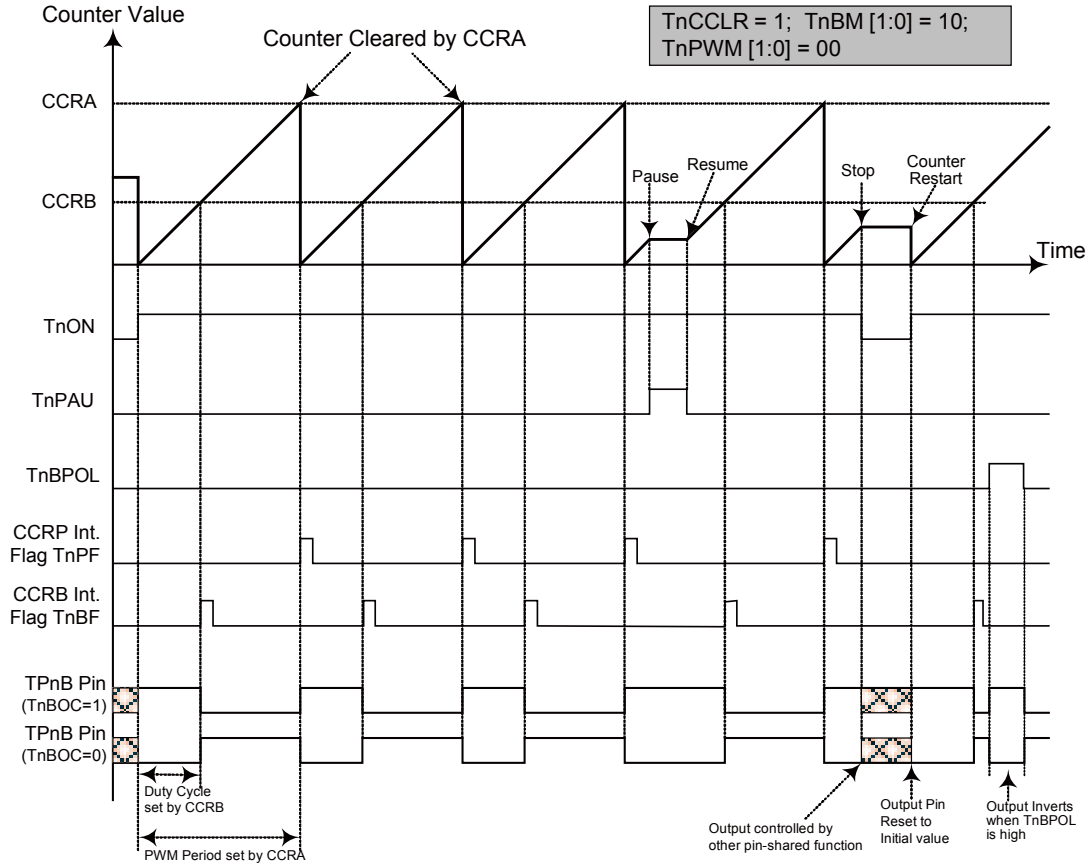 Counter Value
TnCCLR = 1; TnBM [1:0] = 10;
TnPWM [1:0] = 00
Counter Cleared by CCRA
CCRA
CCRB
Pause
Resume
Stop
Counter
Restart
Time
TnON
TnPAU
TnBPOL
CCRP Int.
Flag TnPF
CCRB Int.
Flag TnBF
TPnB Pin
(TnBOC=1)
TPnB Pin
(TnBOC=0)
Duty Cycle
set by CCRB
PWM Period set by CCRA
Output controlled by
other pin-shared function
Output Pin
Reset to
Initial value
Output Inverts
when TnBPOL
is high